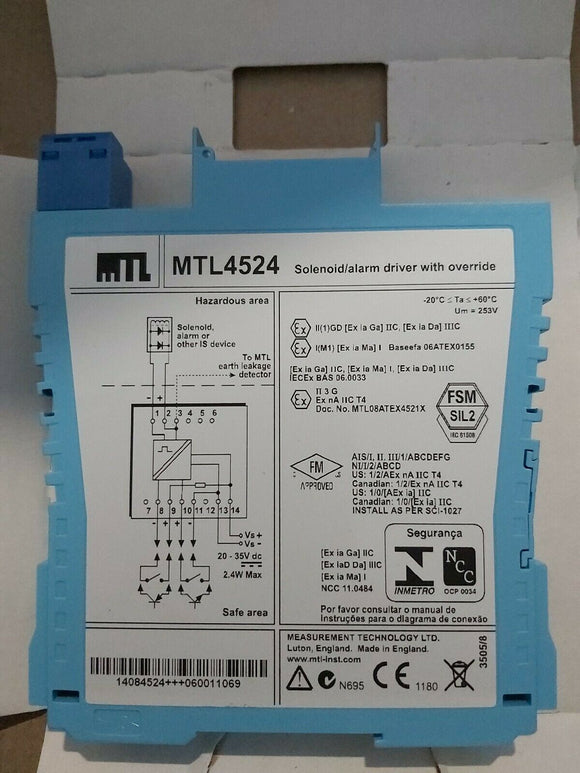 MTL
MTL4524 Solenoid/alarm driver with override
Hazardous area
Solenoid,
alarm or
other IS device
To MTL
earth leakage
detector
- +
1 2 3 4 5 6
7 8 9 10 11 12 13 14
- + + -
Vs +
Vs -
20 - 35V dc
2.4W Max
Safe area
-20°C ≤ Ta ≤ +60°C
Um = 253V
Ex II(1)GD [Ex ia Ga] IIC, [Ex ia Da] IIIC
Ex I(M1) [Ex ia Ma] I Baseefa 06ATEX0155
[Ex ia Ga] IIC, [Ex ia Ma] I, [Ex ia Da] IIIC
IECEx BAS 06.0033
Ex II 3 G
Ex nA IIC T4
Doc. No. MTL08ATEX4521X
FSM
SIL2
IEC 61508
FM
APPROVED
AIS/I, II, III/1/ABCDEFG
NI/I/2/ABCD
US: 1/2/AEx nA IIC T4
Canadian: 1/2/Ex nA IIC T4
US: 1/0/[AEx ia] IIC
Canadian: 1/0/[Ex ia] IIC
INSTALL AS PER SCI-1027
[Ex ia Ga] IIC
[Ex iaD Da] IIIC
[Ex ia Ma] I
NCC 11.0484
Segurança
INMETRO
NCC
OCP 0034
Por favor consultar o manual de
Instruções para o diagrama de conexão
14084524+++060011069
MEASUREMENT TECHNOLOGY LTD.
Luton, England. Made in England.
www.mtl-inst.com
N695 CE 1180
3505/8